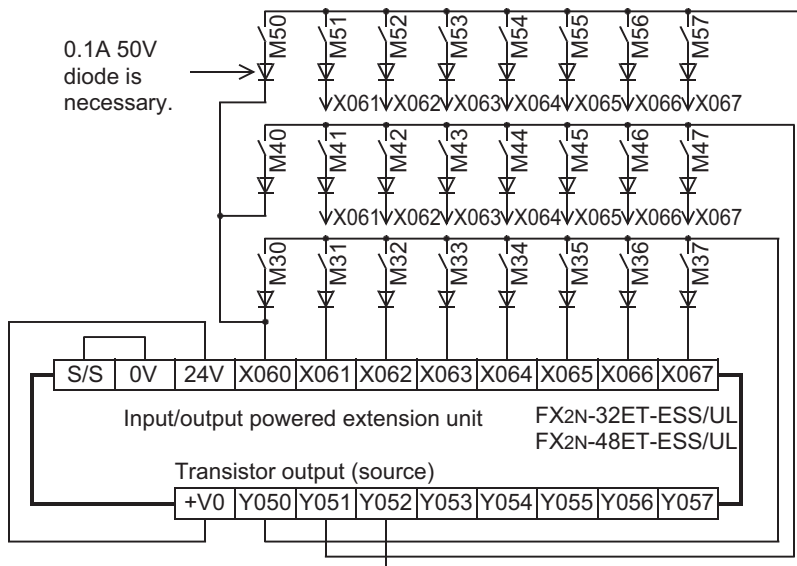 M50 M51 M52 M53 M54 M55 M56 M57
0.1A 50V
diode is
necessary.
X061 X062 X063 X064 X065 X066 X067
M40 M41 M42 M43 M44 M45 M46 M47
X061 X062 X063 X064 X065 X066 X067
M30 M31 M32 M33 M34 M35 M36 M37
S/S 0V 24V X060 X061 X062 X063 X064 X065 X066 X067
Input/output powered extension unit
FX2N-32ET-ESS/UL
FX2N-48ET-ESS/UL
Transistor output (source)
+V0 Y050 Y051 Y052 Y053 Y054 Y055 Y056 Y057